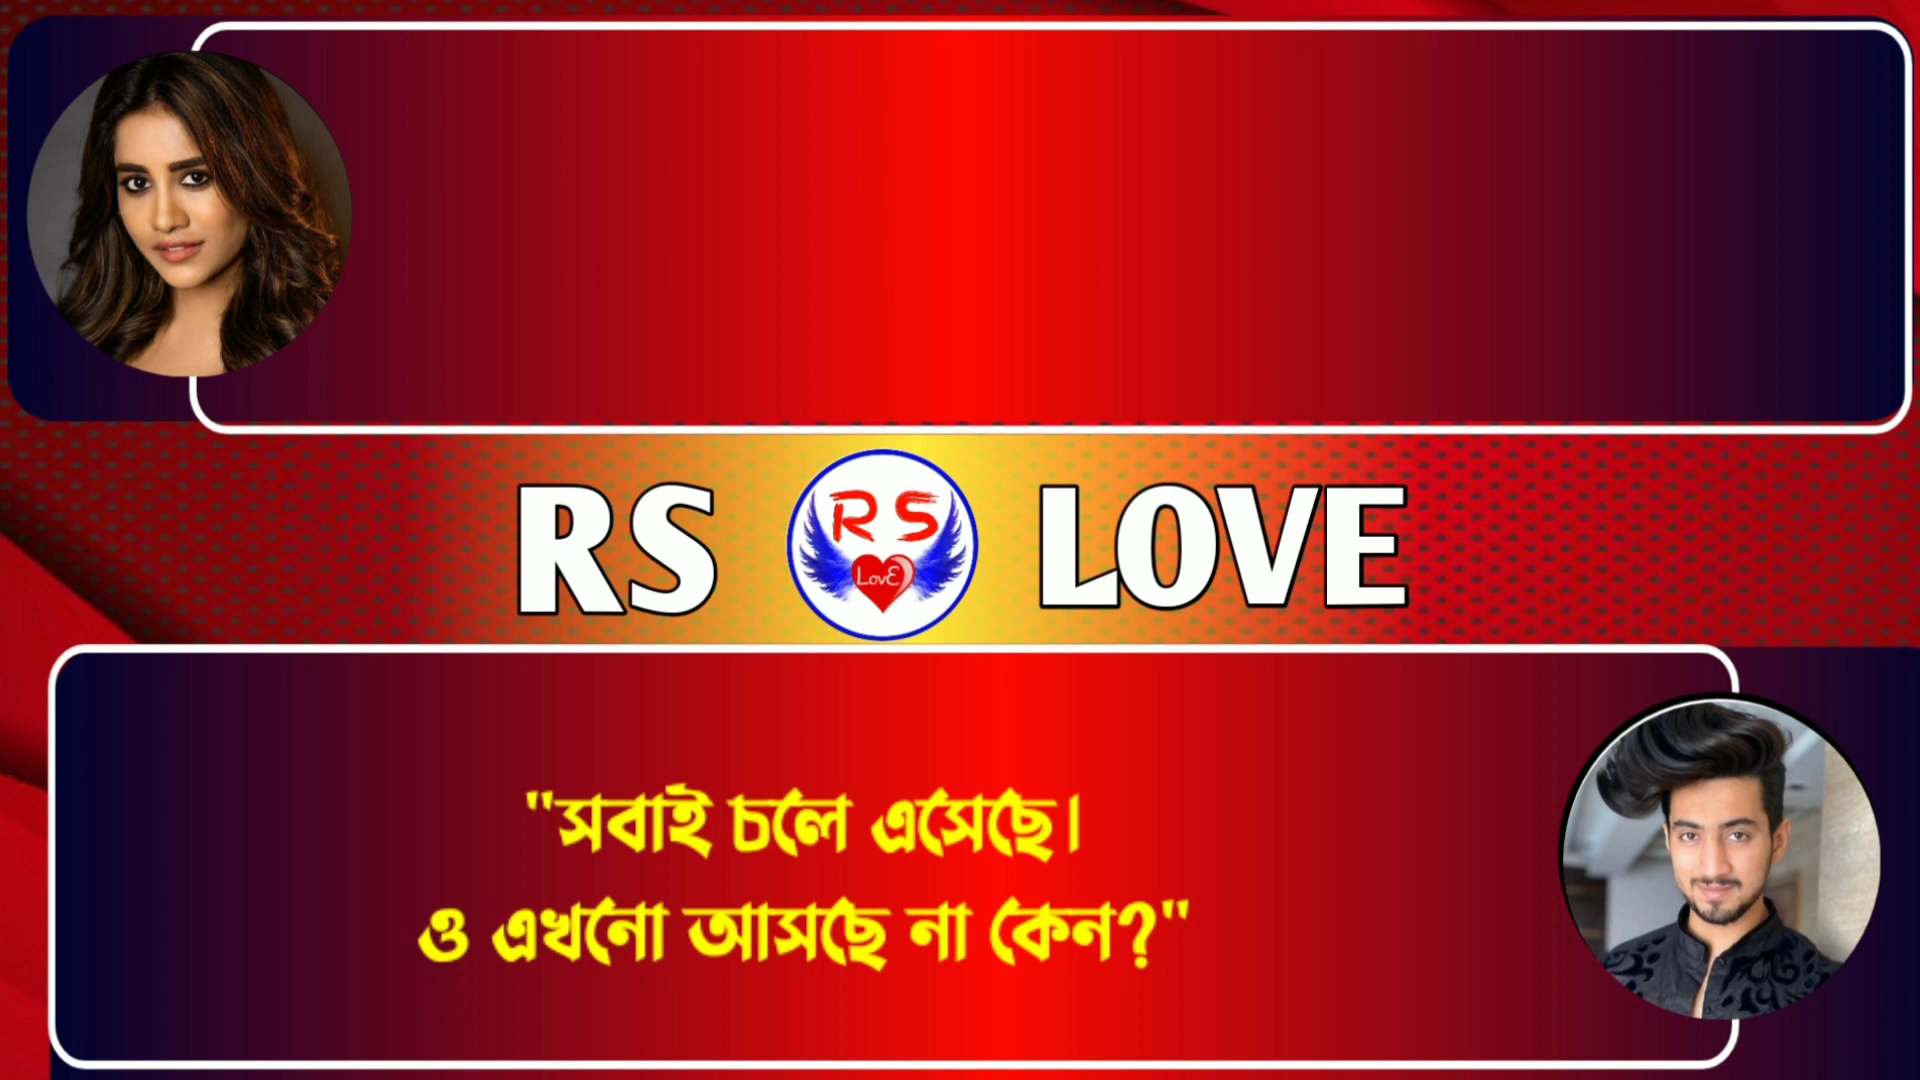 RS LOVE
RS
LovE
"সবাই চলে এসেছে।
ও এখনো আসছে না কেন?"